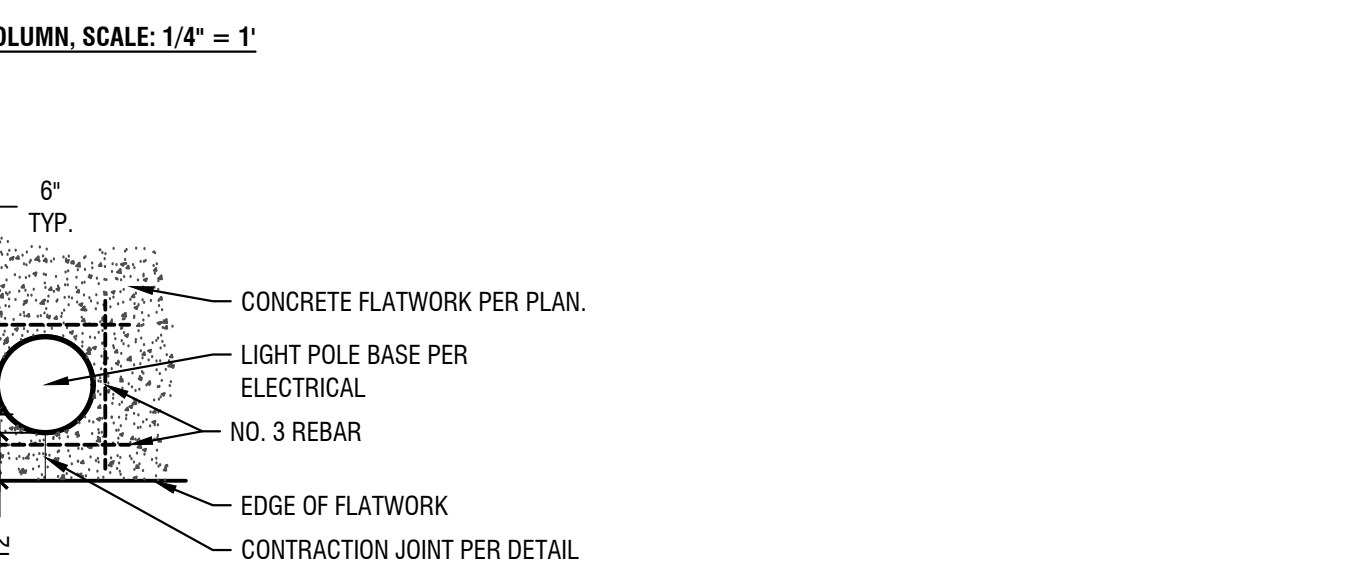 COLUMN, SCALE: 1/4" = 1'
6"
TYP.
CONCRETE FLATWORK PER PLAN.
LIGHT POLE BASE PER
ELECTRICAL
NO. 3 REBAR
EDGE OF FLATWORK
CONTRACTION JOINT PER DETAIL